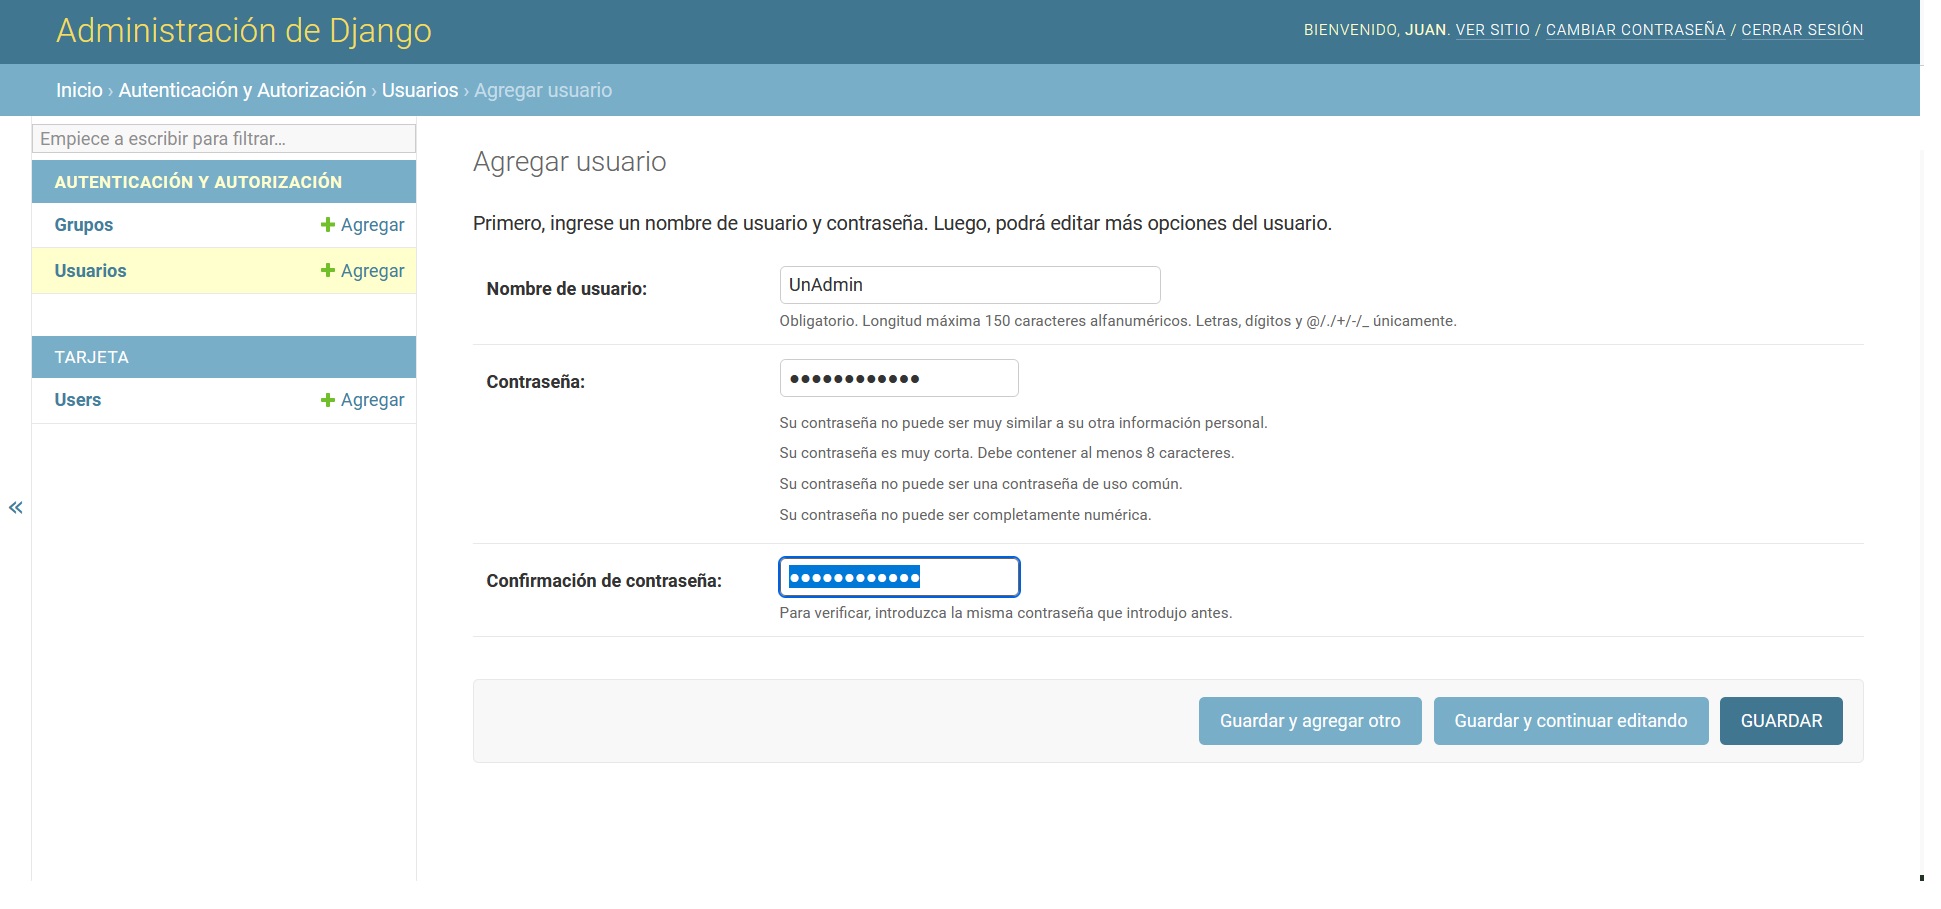 Administración de Django
BIENVENIDO, JUAN. VER SITIO / CAMBIAR CONTRASEÑA / CERRAR SESIÓN
Inicio › Autenticación y Autorización › Usuarios › Agregar usuario
Empiece a escribir para filtrar...
AUTENTICACIÓN Y AUTORIZACIÓN
Grupos
Agregar
Usuarios
Agregar
TARJETA
Users
Agregar
«
Agregar usuario
Primero, ingrese un nombre de usuario y contraseña. Luego, podrá editar más opciones del usuario.
Nombre de usuario:
UnAdmin
Obligatorio. Longitud máxima 150 caracteres alfanuméricos. Letras, dígitos y @/./+/-/_ únicamente.
Contraseña:
●●●●●●●●●●●●
Su contraseña no puede ser muy similar a su otra información personal.
Su contraseña es muy corta. Debe contener al menos 8 caracteres.
Su contraseña no puede ser una contraseña de uso común.
Su contraseña no puede ser completamente numérica.
Confirmación de contraseña:
●●●●●●●●●●●●
Para verificar, introduzca la misma contraseña que introdujo antes.
Guardar y agregar otro
Guardar y continuar editando
GUARDAR